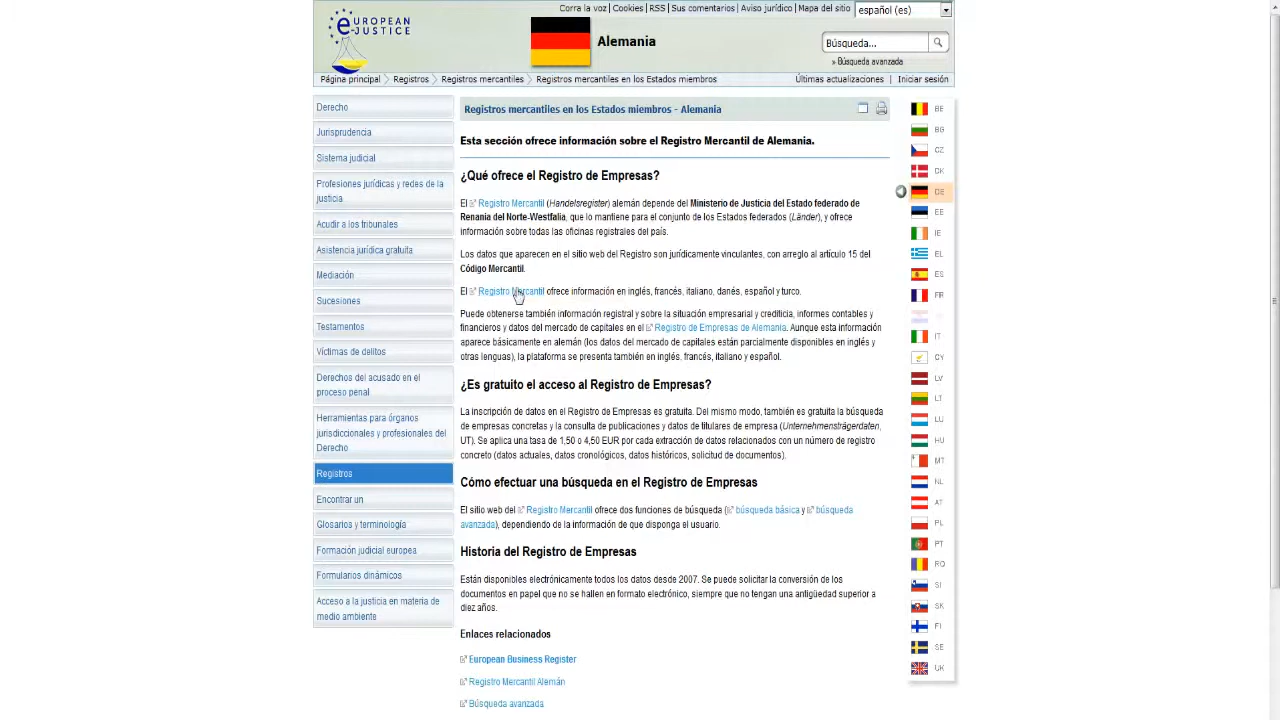 Corra la voz | Cookies | RSS | Sus comentarios | Aviso jurídico | Mapa del sitio
español (es)
EUROPEAN
e-JUSTICE
Alemania
Búsqueda...
» Búsqueda avanzada
Página principal
Registros
Registros mercantiles
Registros mercantiles en los Estados miembros
Últimas actualizaciones | Iniciar sesión
Derecho
Jurisprudencia
Sistema judicial
Profesiones jurídicas y redes de la
justicia
Acudir a los tribunales
Asistencia jurídica gratuita
Mediación
Sucesiones
Testamentos
Víctimas de delitos
Derechos del acusado en el
proceso penal
Herramientas para órganos
jurisdiccionales y profesionales del
Derecho
Registros
Encontrar un
Glosarios y terminología
Formación judicial europea
Formularios dinámicos
Acceso a la justicia en materia de
medio ambiente
Registros mercantiles en los Estados miembros - Alemania
Esta sección ofrece información sobre el Registro Mercantil de Alemania.
¿Qué ofrece el Registro de Empresas?
El Registro Mercantil (Handelsregister) alemán depende del Ministerio de Justicia del Estado federado de
Renania del Norte-Westfalia, que lo mantiene para el conjunto de los Estados federados (Länder), y ofrece
información sobre todas las oficinas registrales del país.
Los datos que aparecen en el sitio web del Registro son jurídicamente vinculantes, con arreglo al artículo 15 del
Código Mercantil.
El Registro Mercantil ofrece información en inglés, francés, italiano, danés, español y turco.
Puede obtenerse también información registral y sobre la situación empresarial y crediticia, informes contables y
financieros y datos del mercado de capitales en el Registro de Empresas de Alemania. Aunque esta información
aparece básicamente en alemán (los datos del mercado de capitales están parcialmente disponibles en inglés y
otras lenguas), la plataforma se presenta también en inglés, francés, italiano y español.
¿Es gratuito el acceso al Registro de Empresas?
La inscripción de datos en el Registro de Empresas es gratuita. Del mismo modo, también es gratuita la búsqueda
de empresas concretas y la consulta de publicaciones y datos de titulares de empresa (Unternehmensträgerdaten,
UT). Se aplica una tasa de 1,50 o 4,50 EUR por cada extracción de datos relacionados con un número de registro
concreto (datos actuales, datos cronológicos, datos históricos, solicitud de documentos).
Cómo efectuar una búsqueda en el Registro de Empresas
El sitio web del Registro Mercantil ofrece dos funciones de búsqueda (búsqueda básica y búsqueda
avanzada), dependiendo de la información de que disponga el usuario.
Historia del Registro de Empresas
Están disponibles electrónicamente todos los datos desde 2007. Se puede solicitar la conversión de los
documentos en papel que no se hallen en formato electrónico, siempre que no tengan una antigüedad superior a
diez años.
Enlaces relacionados
European Business Register
Registro Mercantil Alemán
Búsqueda avanzada
BE
BG
CZ
DK
DE
EE
IE
EL
ES
FR
IT
CY
LV
LT
LU
HU
MT
NL
AT
PL
PT
RO
SI
SK
FI
SE
UK